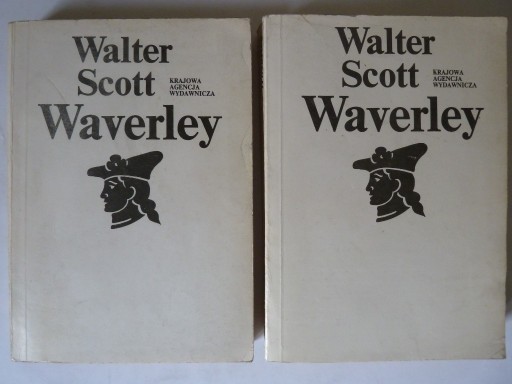 Walter
Scott
KRAJOWA
AGENCJA
WYDAWNICZA
Waverley
Walter
Scott
KRAJOWA
AGENCJA
WYDAWNICZA
Waverley